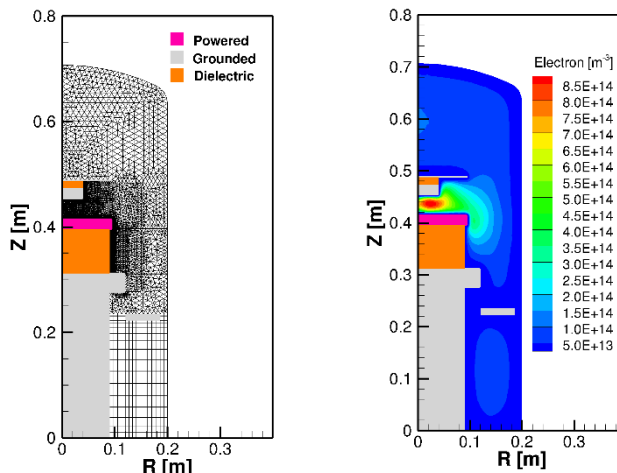 0.8
0.6
0.4
0.2
0
Z [m]
0 0.1 0.2 0.3
R [m]
Powered
Grounded
Dielectric
0.8
0.7
0.6
0.5
0.4
0.3
0.2
0.1
0
Z [m]
0 0.1 0.2 0.3
R [m]
Electron [m⁻³]
8.5E+14
8.0E+14
7.5E+14
7.0E+14
6.5E+14
6.0E+14
5.5E+14
5.0E+14
4.5E+14
4.0E+14
3.5E+14
3.0E+14
2.5E+14
2.0E+14
1.5E+14
1.0E+14
5.0E+13